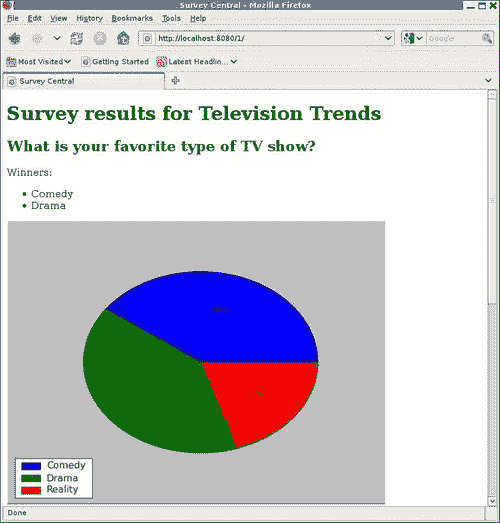 Survey Central - Mozilla Firefox
File Edit View History Bookmarks Tools Help
http://localhost:8080/1/
Google
Most Visited Getting Started Latest Headlin...
Survey Central
Survey results for Television Trends
What is your favorite type of TV show?
Winners:
• Comedy
• Drama
Comedy
Drama
Reality
Done